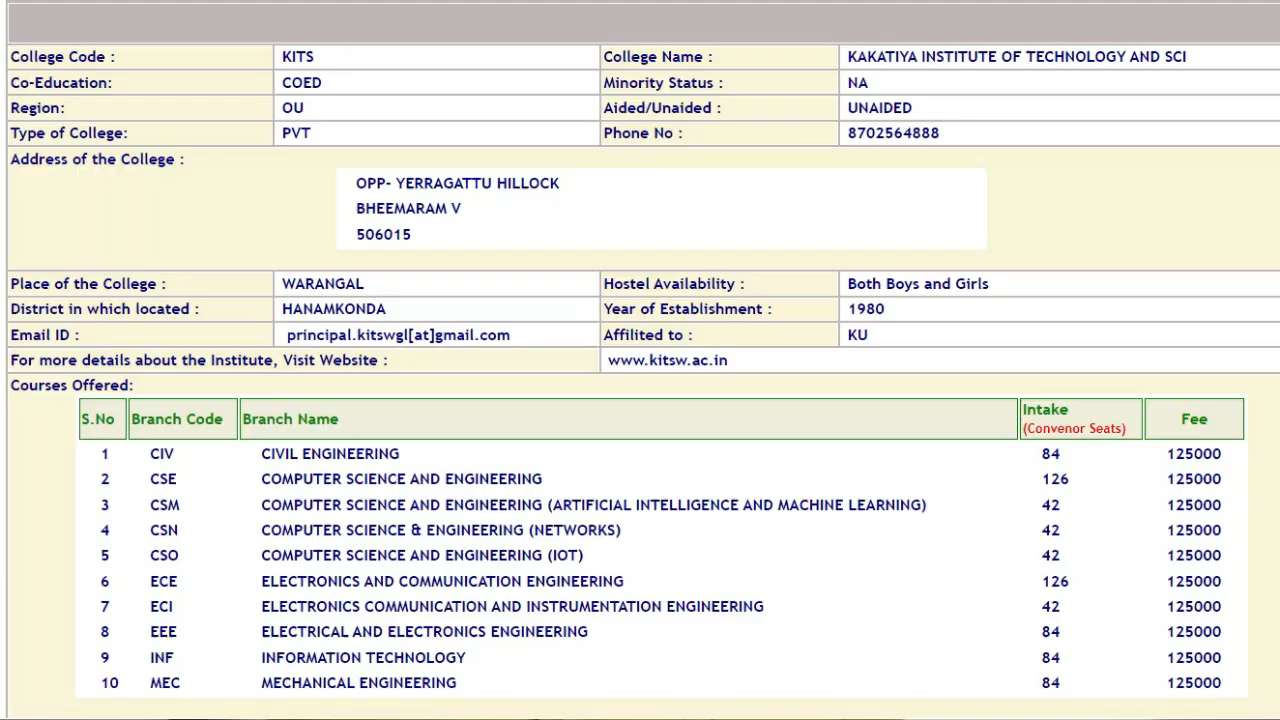 College Code : KITS College Name : KAKATIYA INSTITUTE OF TECHNOLOGY AND SCI
Co-Education: COED Minority Status : NA
Region: OU Aided/Unaided : UNAIDED
Type of College: PVT Phone No : 8702564888
Address of the College :
OPP- YERRAGATTU HILLOCK
BHEEMARAM V
506015
Place of the College : WARANGAL Hostel Availability : Both Boys and Girls
District in which located : HANAMKONDA Year of Establishment : 1980
Email ID : principal.kitswgl[at]gmail.com Affilited to : KU
For more details about the Institute, Visit Website : www.kitsw.ac.in
Courses Offered:
S.No Branch Code Branch Name Intake (Convenor Seats) Fee
1 CIV CIVIL ENGINEERING 84 125000
2 CSE COMPUTER SCIENCE AND ENGINEERING 126 125000
3 CSM COMPUTER SCIENCE AND ENGINEERING (ARTIFICIAL INTELLIGENCE AND MACHINE LEARNING) 42 125000
4 CSN COMPUTER SCIENCE & ENGINEERING (NETWORKS) 42 125000
5 CSO COMPUTER SCIENCE AND ENGINEERING (IOT) 42 125000
6 ECE ELECTRONICS AND COMMUNICATION ENGINEERING 126 125000
7 ECI ELECTRONICS COMMUNICATION AND INSTRUMENTATION ENGINEERING 42 125000
8 EEE ELECTRICAL AND ELECTRONICS ENGINEERING 84 125000
9 INF INFORMATION TECHNOLOGY 84 125000
10 MEC MECHANICAL ENGINEERING 84 125000